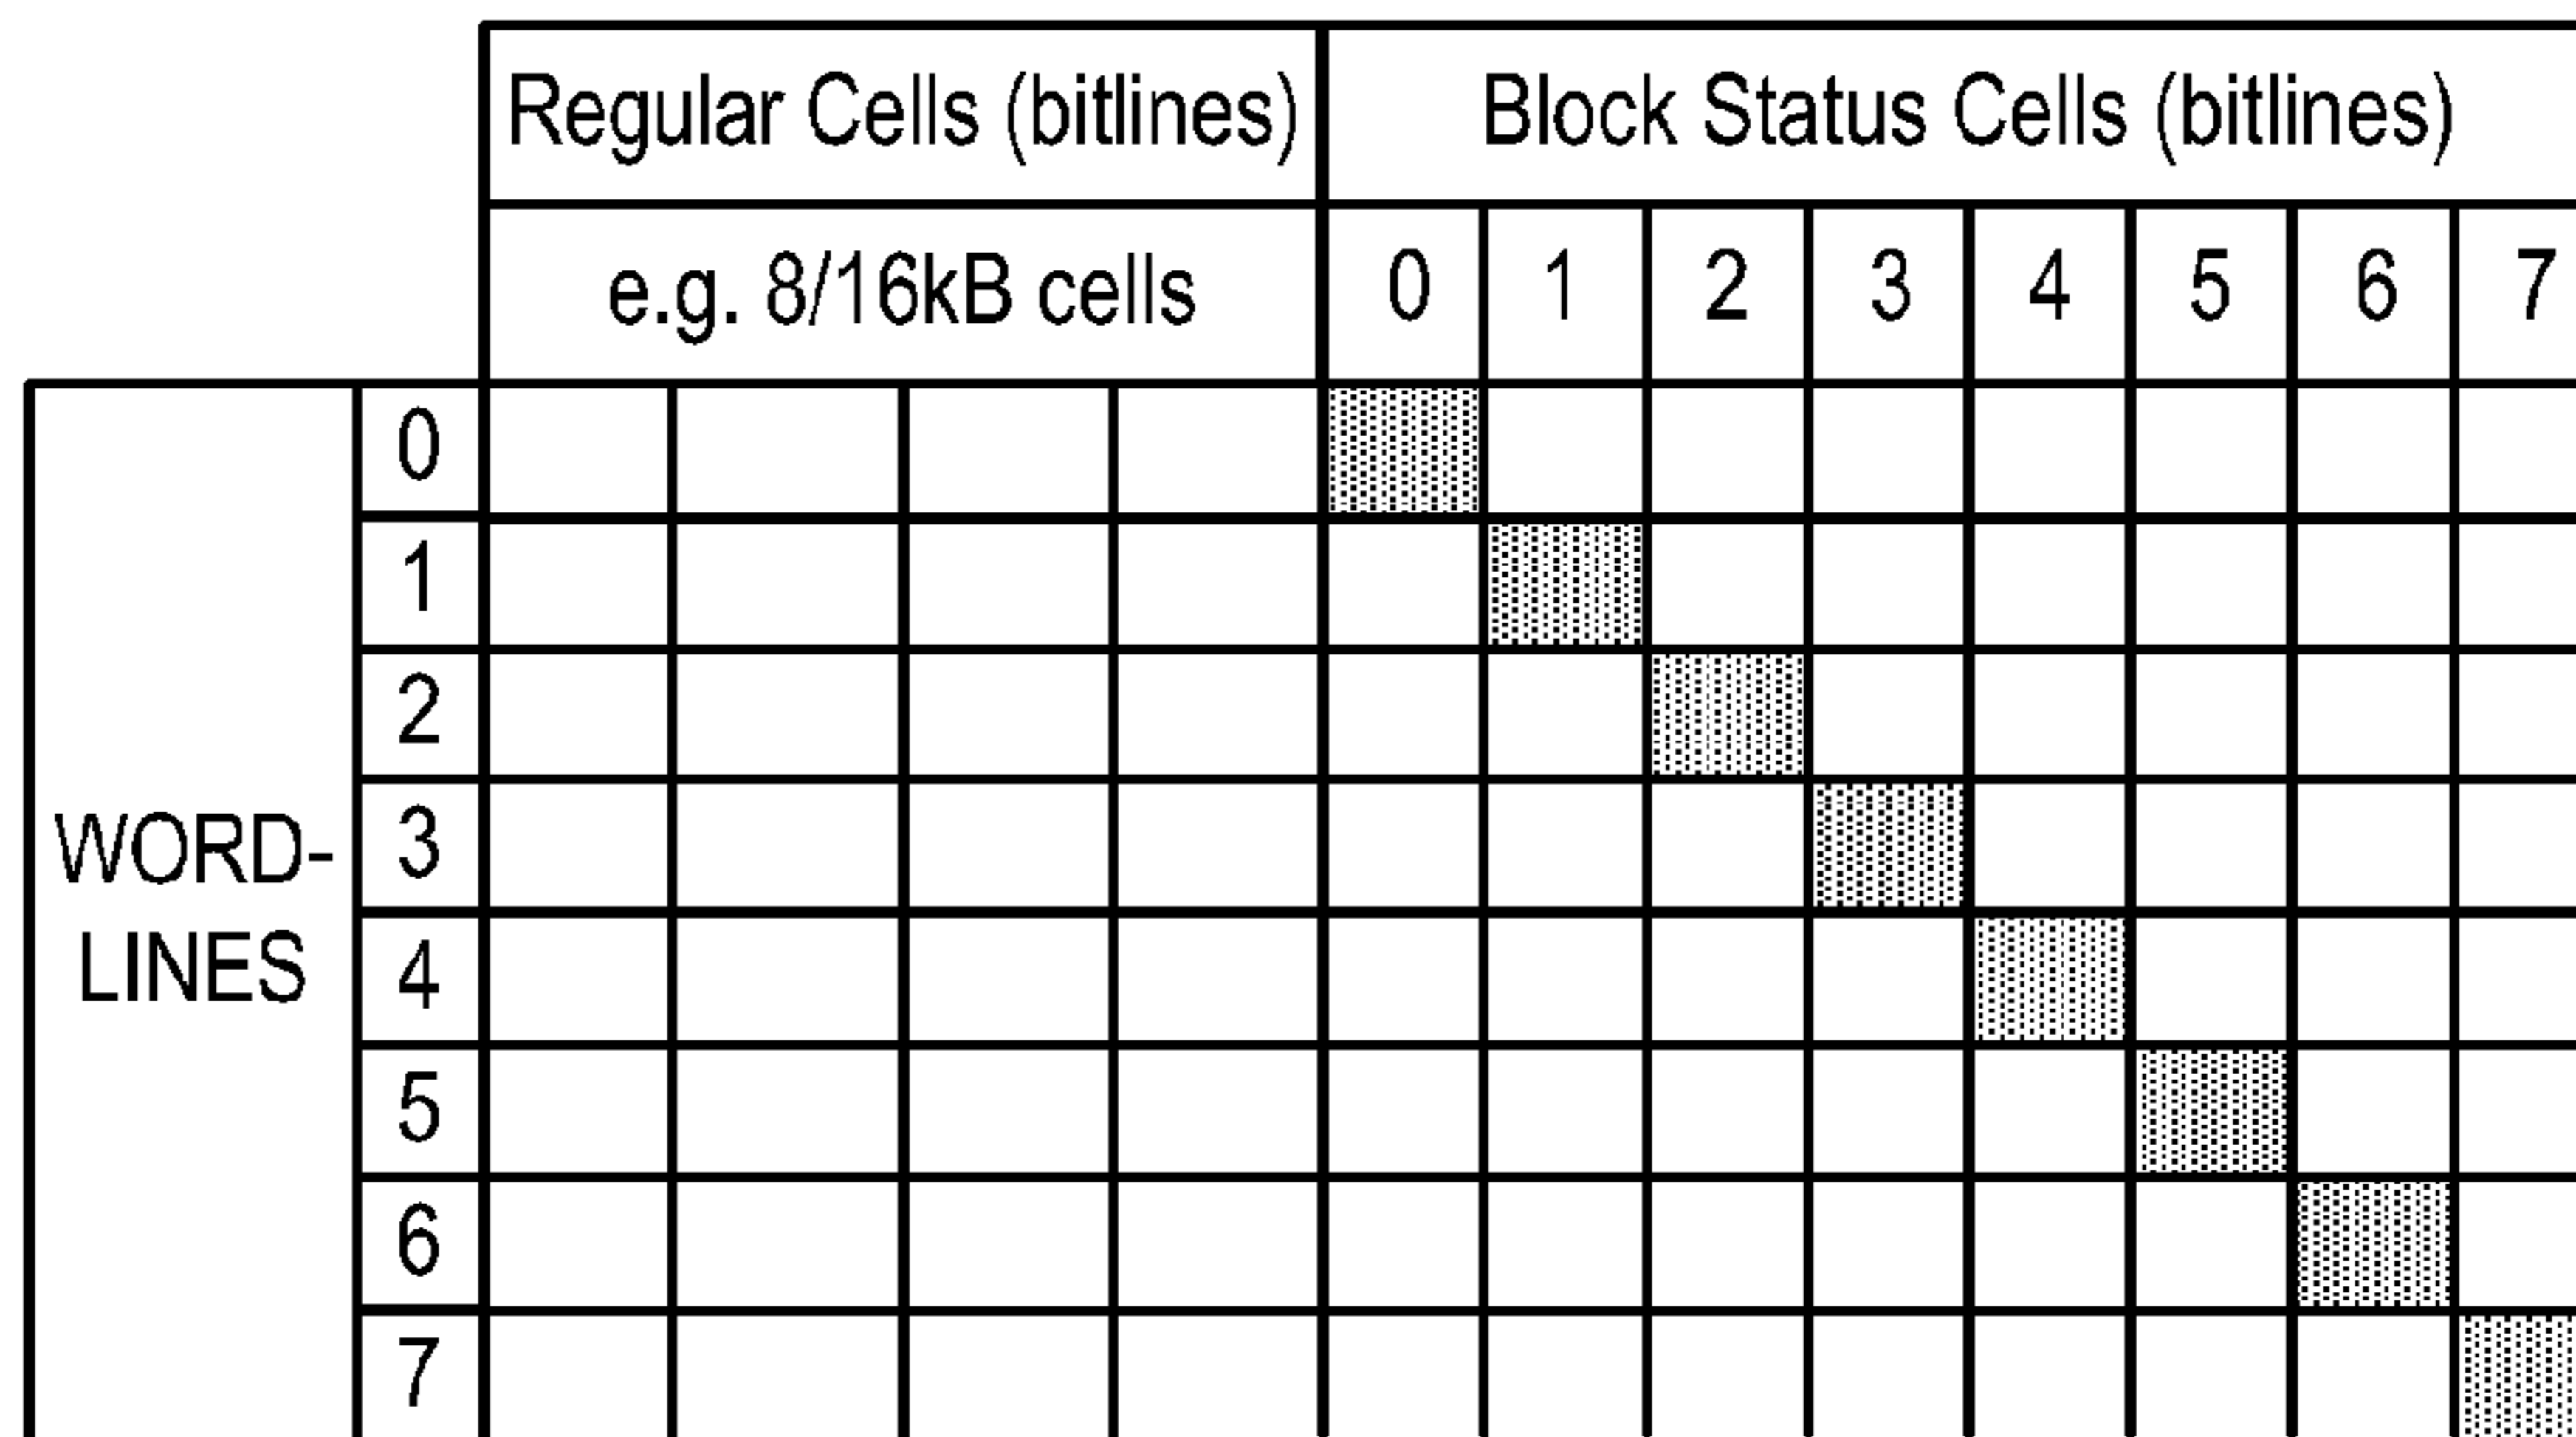 Regular Cells (bitlines) Block Status Cells (bitlines)
e.g. 8/16kB cells 0 1 2 3 4 5 6 7
0
1
2
WORD-
3
LINES
4
5
6
7